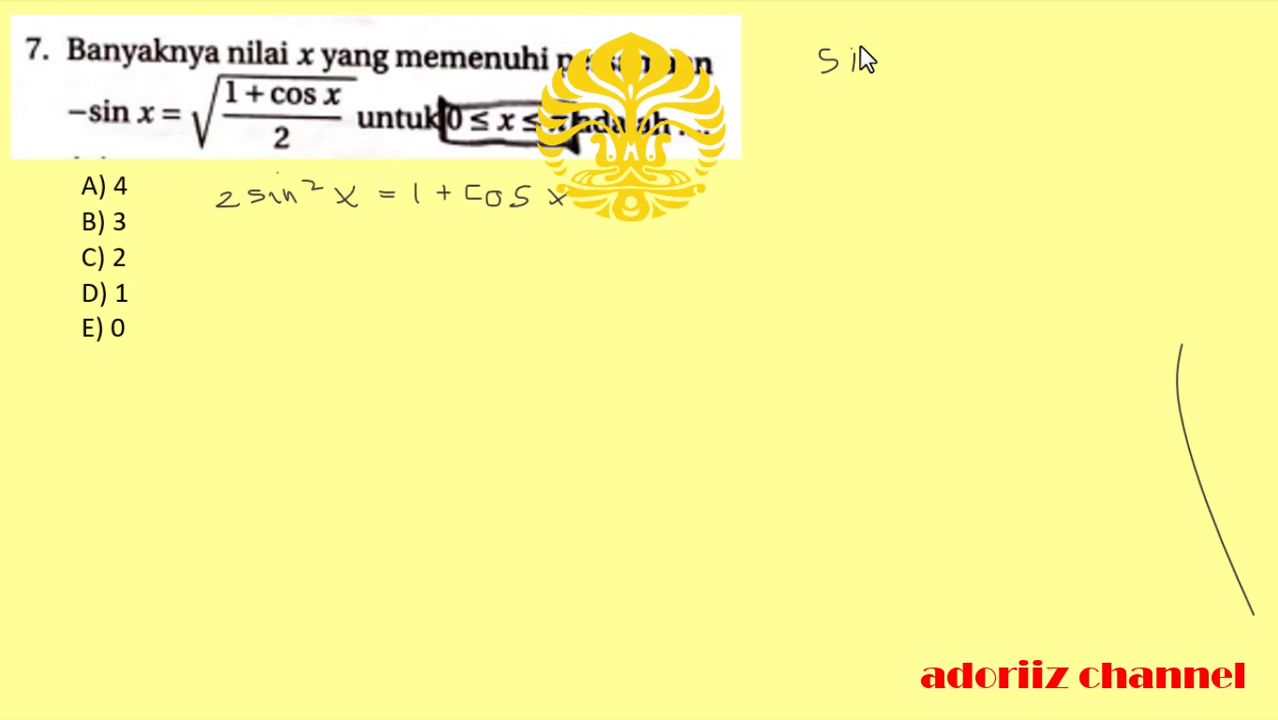 7. Banyaknya nilai x yang memenuhi
-sin x = √((1 + cos x)/2) untuk 0 ≤ x ≤
A) 4
B) 3
C) 2
D) 1
E) 0
2 sin² x = 1 + cos x
si
adoriiz channel